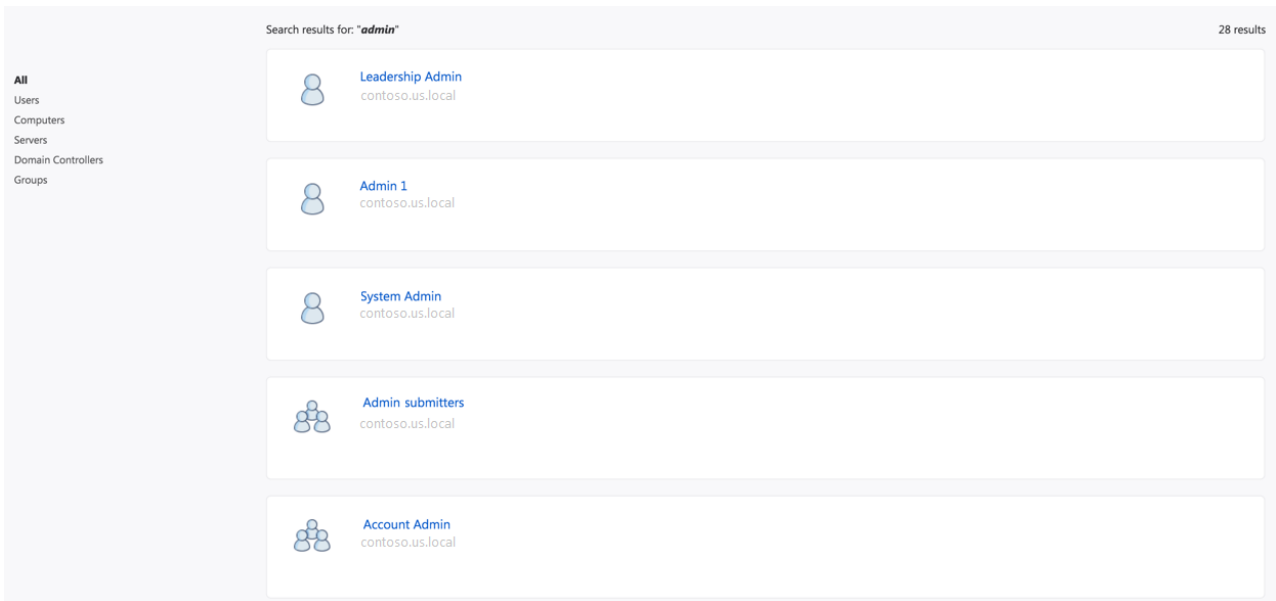 Search results for: "admin"
28 results
All
Users
Computers
Servers
Domain Controllers
Groups
Leadership Admin
contoso.us.local
Admin 1
contoso.us.local
System Admin
contoso.us.local
Admin submitters
contoso.us.local
Account Admin
contoso.us.local